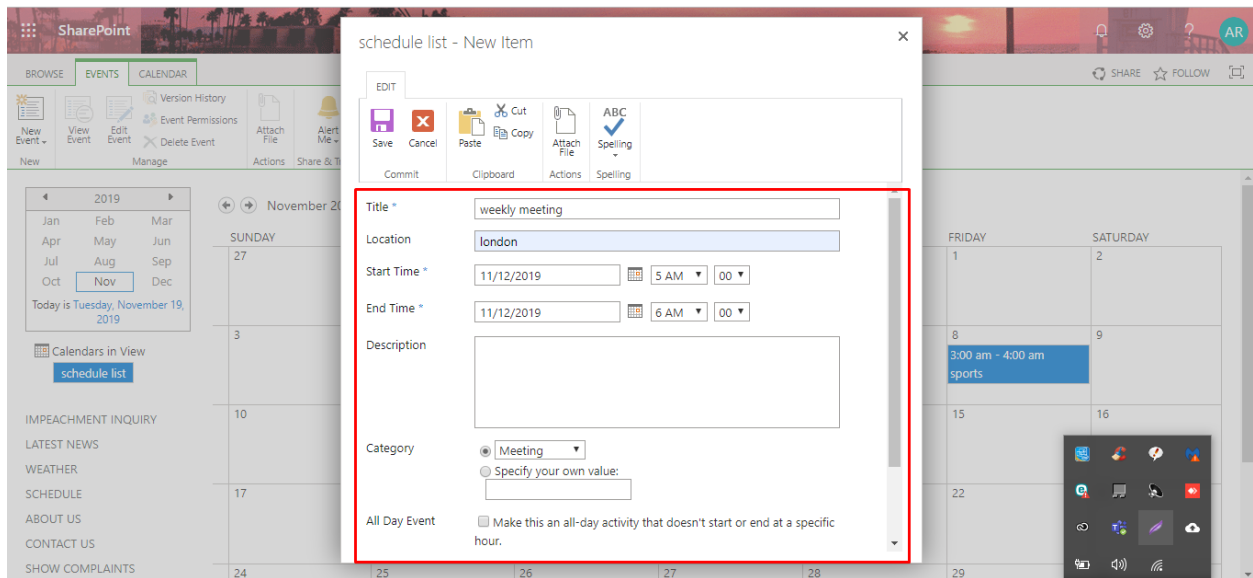 SharePoint
?
AR
BROWSE
EVENTS
CALENDAR
SHARE
FOLLOW
New
Event
View
Event
Edit
Event
Version History
Event Permissions
Delete Event
Attach
File
Alert
Me
New
Manage
Actions
Share & T
2019
Jan Feb Mar
Apr May Jun
Jul Aug Sep
Oct Nov Dec
Today is Tuesday, November 19,
2019
Calendars in View
schedule list
IMPEACHMENT INQUIRY
LATEST NEWS
WEATHER
SCHEDULE
ABOUT US
CONTACT US
SHOW COMPLAINTS
November 20
SUNDAY
FRIDAY
SATURDAY
27
1
2
3
8
3:00 am - 4:00 am
sports
9
10
15
16
17
22
24
25
26
27
28
29
schedule list - New Item
EDIT
Save
Cancel
Paste
Cut
Copy
Attach
File
ABC
Spelling
Commit
Clipboard
Actions
Spelling
Title *
weekly meeting
Location
london
Start Time *
11/12/2019
5 AM
00
End Time *
11/12/2019
6 AM
00
Description
Category
Meeting
Specify your own value:
All Day Event
Make this an all-day activity that doesn't start or end at a specific
hour.